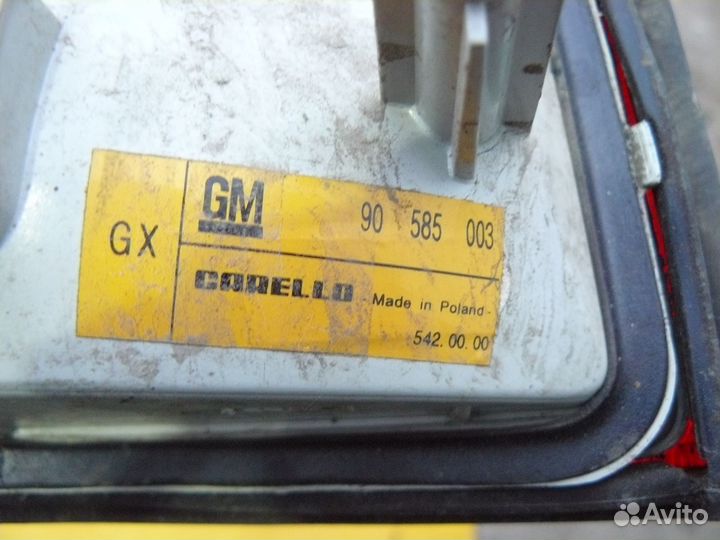 GX
GM
90 585 003
CARELLO
- Made in Poland -
542. 00. 00
Avito